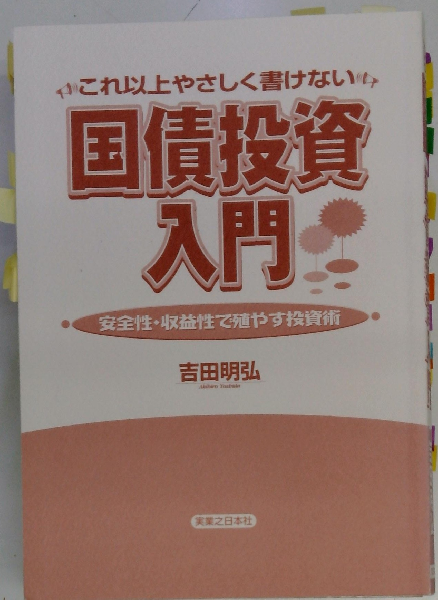 これ以上やさしく書けない
国債投資
入門
安全性・収益性で殖やす投資術
吉田明弘
実業之日本社